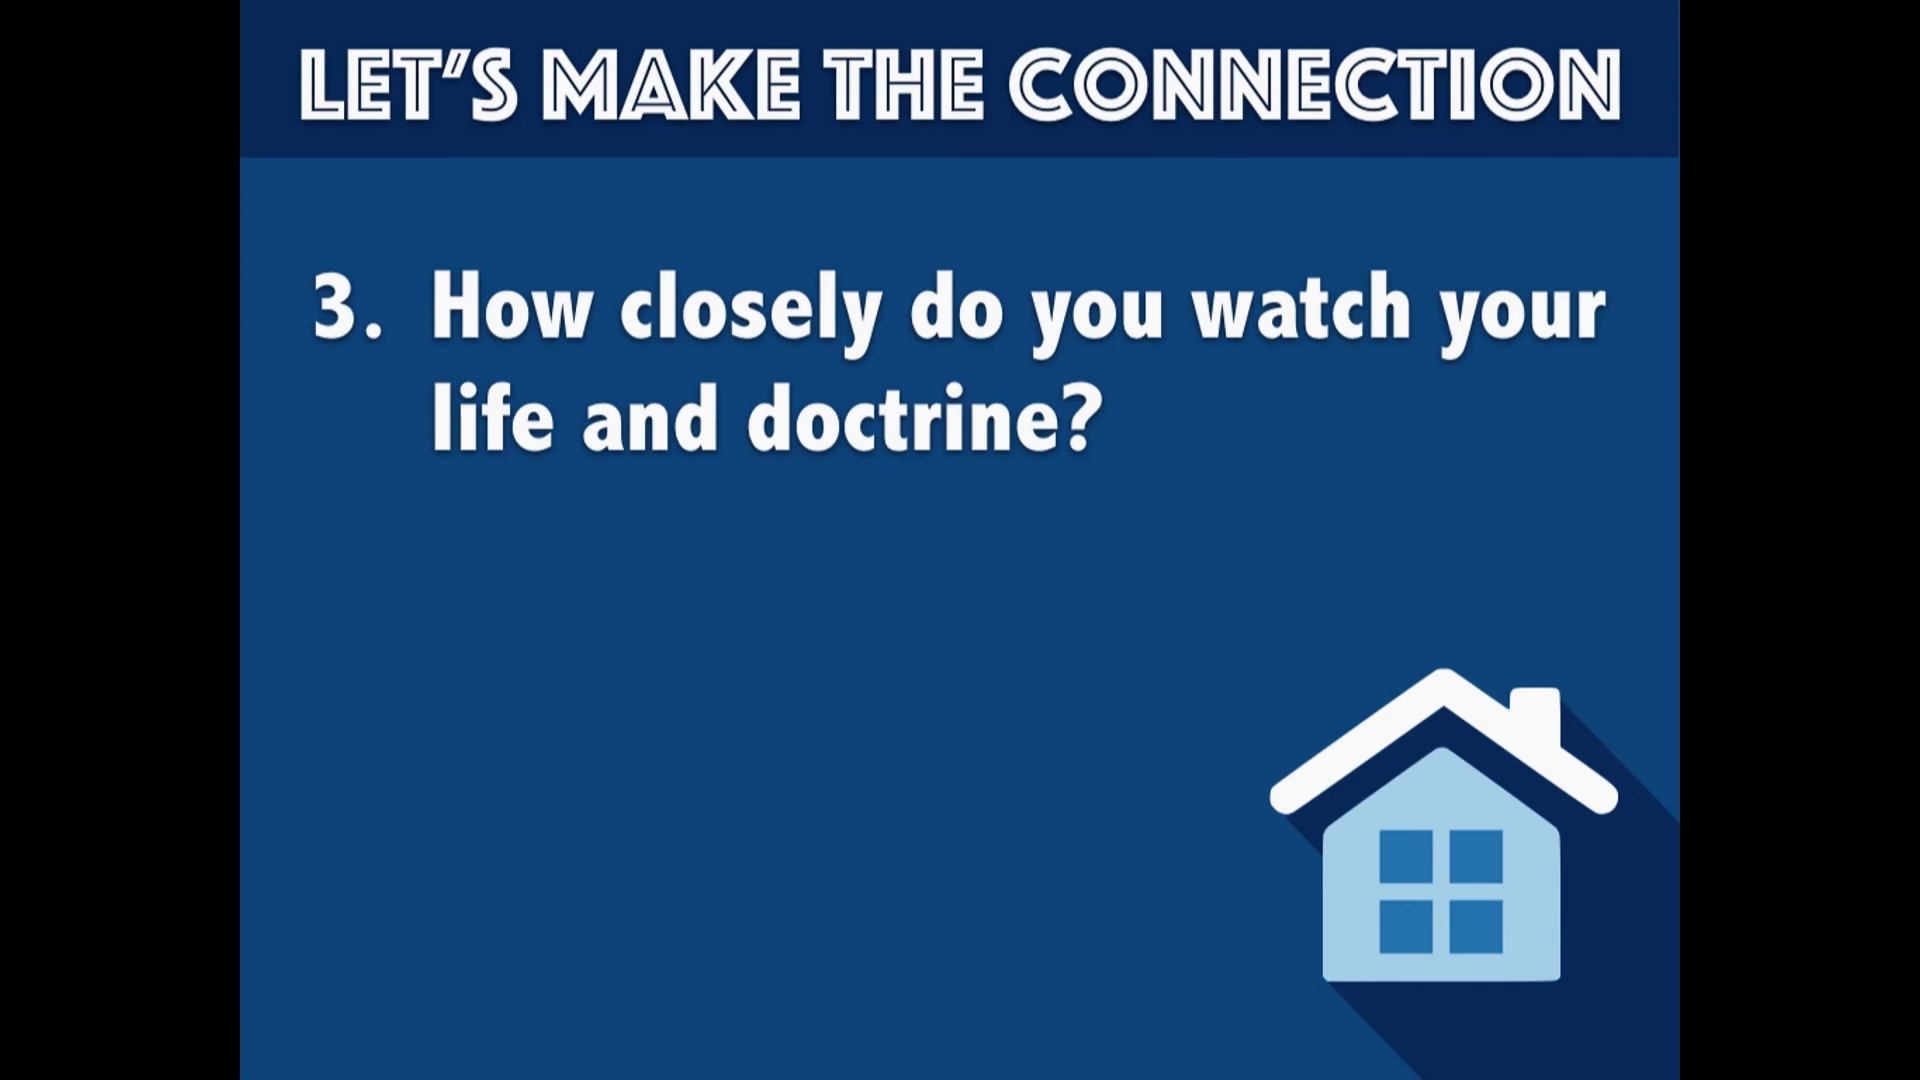 LET'S MAKE THE CONNECTION
3. How closely do you watch your
life and doctrine?